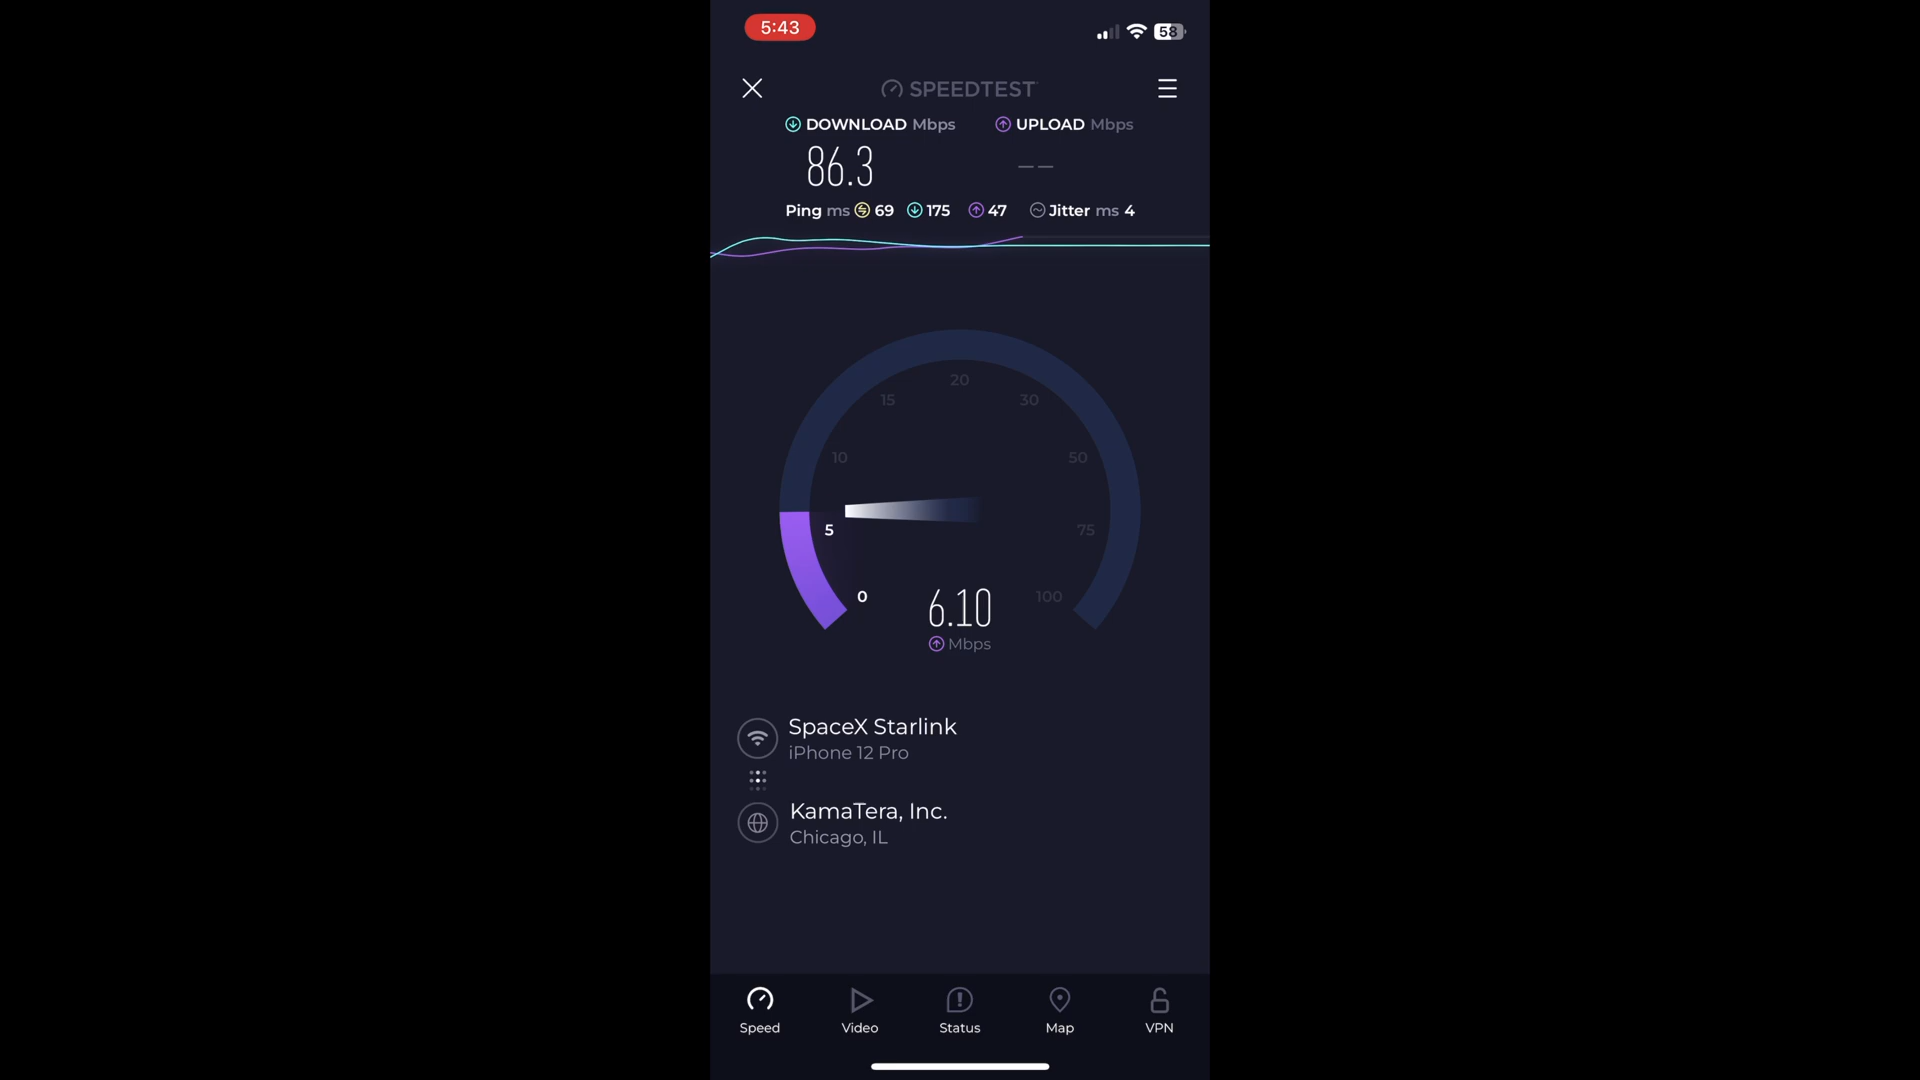 5:43
58
SPEEDTEST
DOWNLOAD Mbps
UPLOAD Mbps
86.3
——
Ping ms 69 175 47 Jitter ms 4
20
15
30
10
50
5
75
0
100
6.10
Mbps
SpaceX Starlink
iPhone 12 Pro
KamaTera, Inc.
Chicago, IL
Speed
Video
Status
Map
VPN